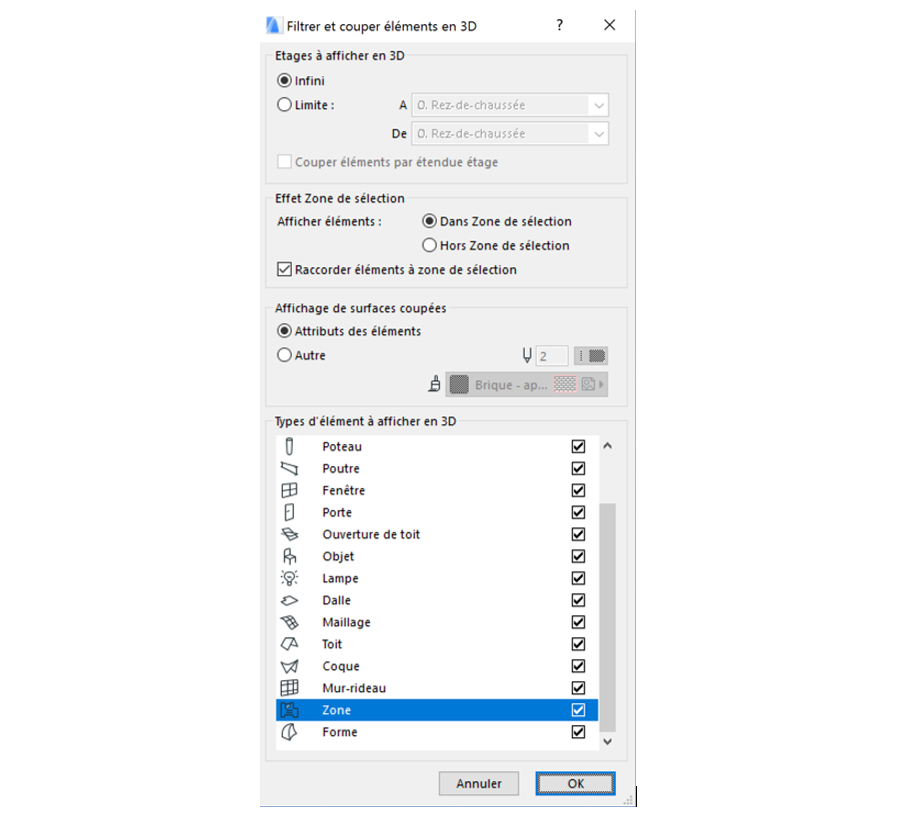 Filtrer et couper éléments en 3D ?
Etages à afficher en 3D
Infini
Limite : A 0. Rez-de-chaussée
De 0. Rez-de-chaussée
Couper éléments par étendue étage
Effet Zone de sélection
Afficher éléments : Dans Zone de sélection
Hors Zone de sélection
Raccorder éléments à zone de sélection
Affichage de surfaces coupées
Attributs des éléments
Autre 2
Brique - ap...
Types d'élément à afficher en 3D
Poteau
Poutre
Fenêtre
Porte
Ouverture de toit
Objet
Lampe
Dalle
Maillage
Toit
Coque
Mur-rideau
Zone
Forme
Annuler OK